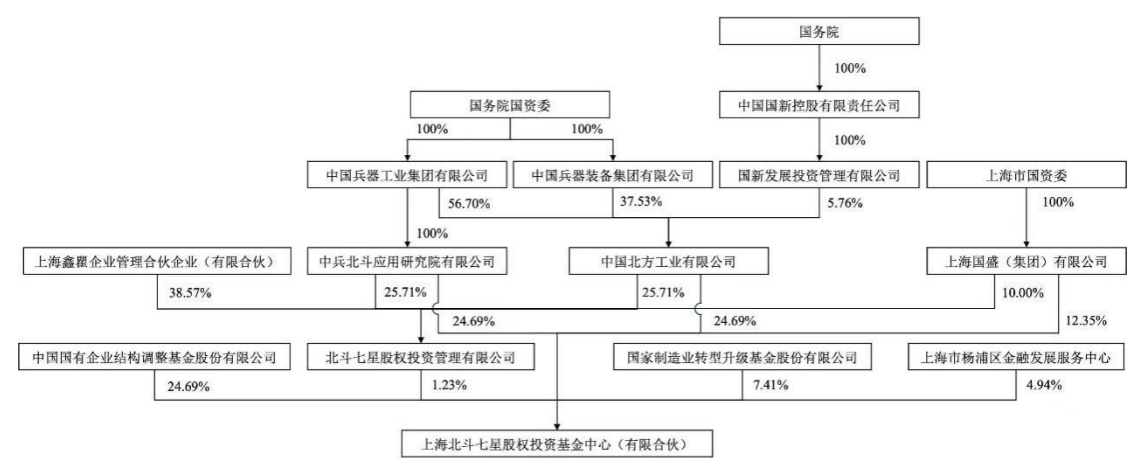 国务院
100%
国务院国资委
中国国新控股有限责任公司
100%
100%
100%
中国兵器工业集团有限公司
中国兵器装备集团有限公司
国新发展投资管理有限公司
上海市国资委
56.70%
37.53%
5.76%
100%
100%
上海鑫瞿企业管理合伙企业（有限合伙）
中兵北斗应用研究院有限公司
中国北方工业有限公司
上海国盛（集团）有限公司
38.57%
25.71%
25.71%
10.00%
24.69%
24.69%
12.35%
中国国有企业结构调整基金股份有限公司
北斗七星股权投资管理有限公司
国家制造业转型升级基金股份有限公司
上海市杨浦区金融发展服务中心
24.69%
1.23%
7.41%
4.94%
上海北斗七星股权投资基金中心（有限合伙）